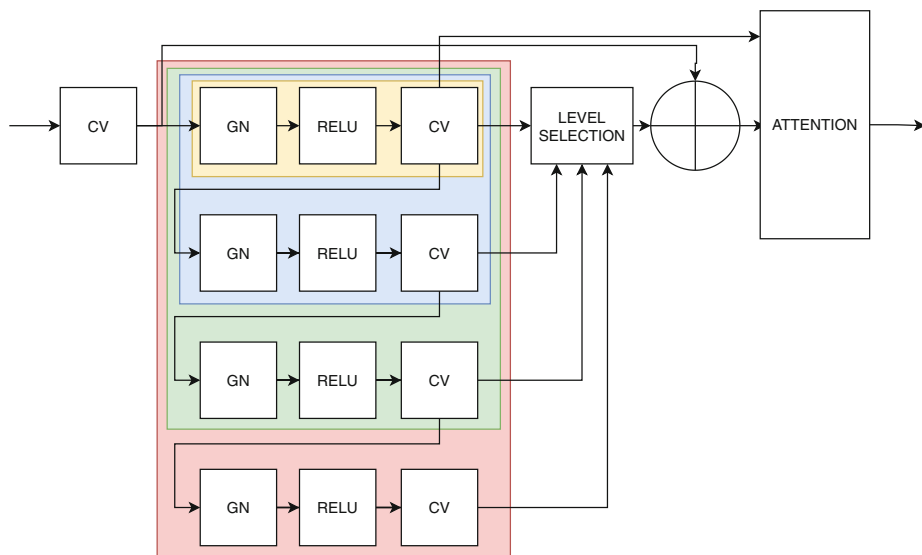 CV
GN
RELU
CV
LEVEL
SELECTION
ATTENTION
GN
RELU
CV
GN
RELU
CV
GN
RELU
CV